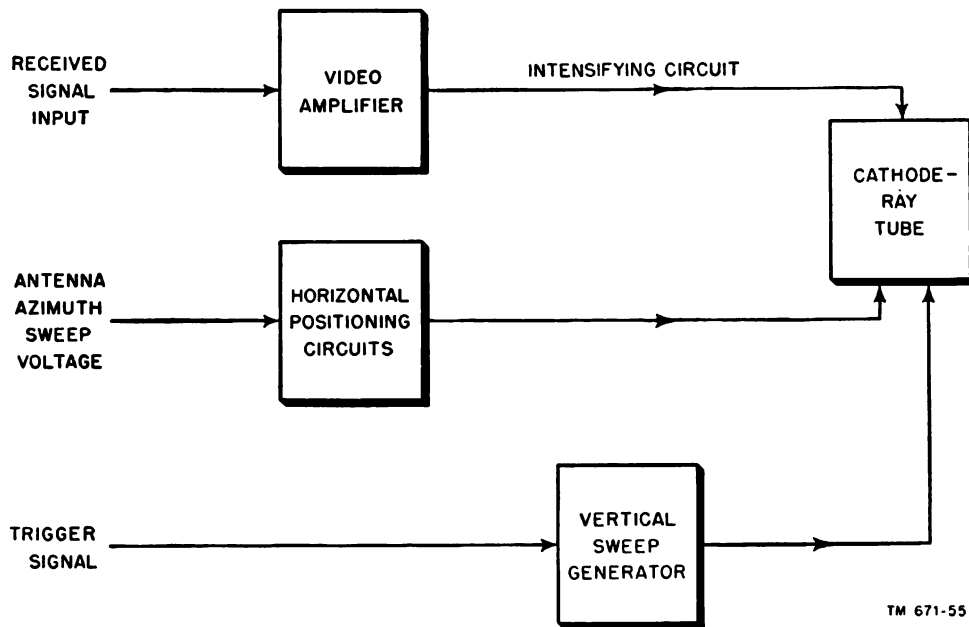 RECEIVED
SIGNAL
INPUT
VIDEO
AMPLIFIER
INTENSIFYING CIRCUIT
CATHODE-
RAY
TUBE
ANTENNA
AZIMUTH
SWEEP
VOLTAGE
HORIZONTAL
POSITIONING
CIRCUITS
TRIGGER
SIGNAL
VERTICAL
SWEEP
GENERATOR
TM 671-55